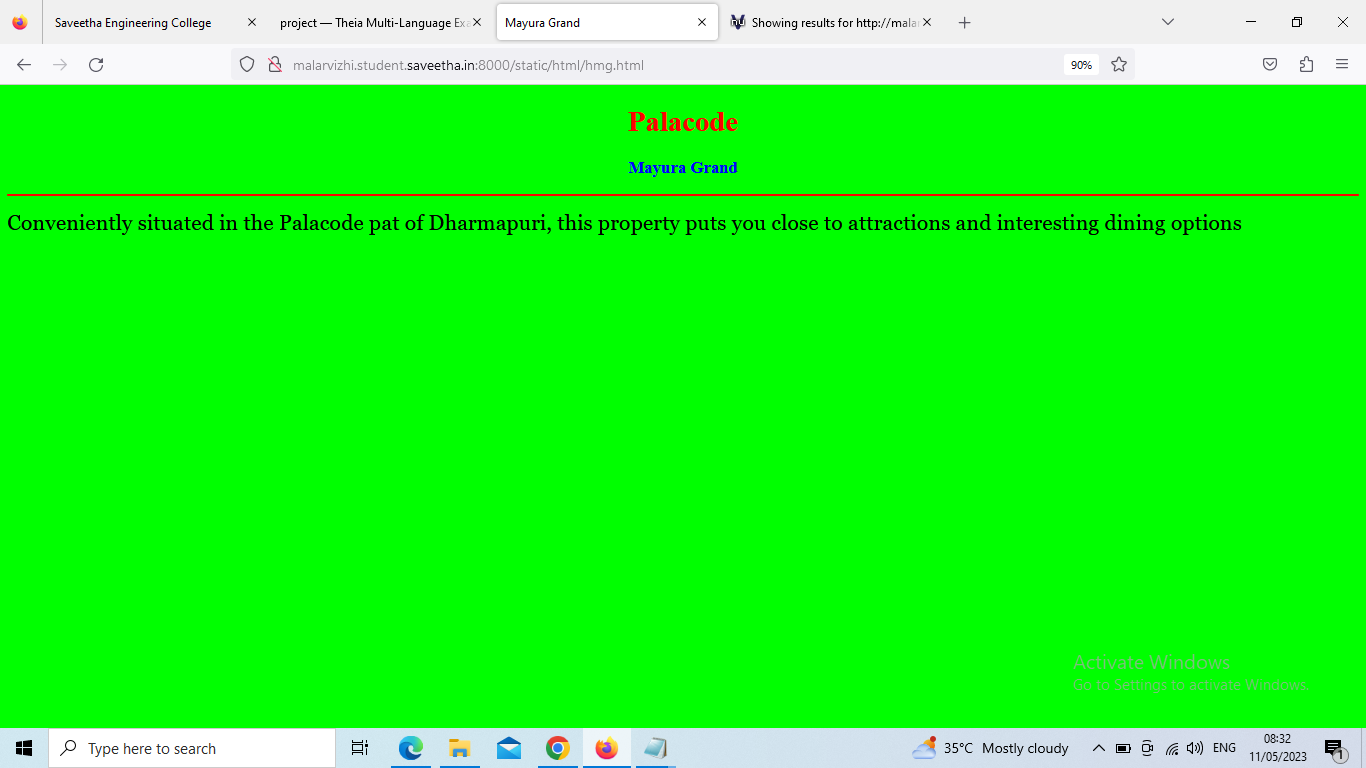 Saveetha Engineering College
project — Theia Multi-Language Exa
Mayura Grand
Showing results for http://mala
malarvizhi.student.saveetha.in:8000/static/html/hmg.html
90%
Palacode
Mayura Grand
Conveniently situated in the Palacode pat of Dharmapuri, this property puts you close to attractions and interesting dining options
Activate Windows
Go to Settings to activate Windows.
Type here to search
35°C Mostly cloudy
ENG
08:32
11/05/2023
1